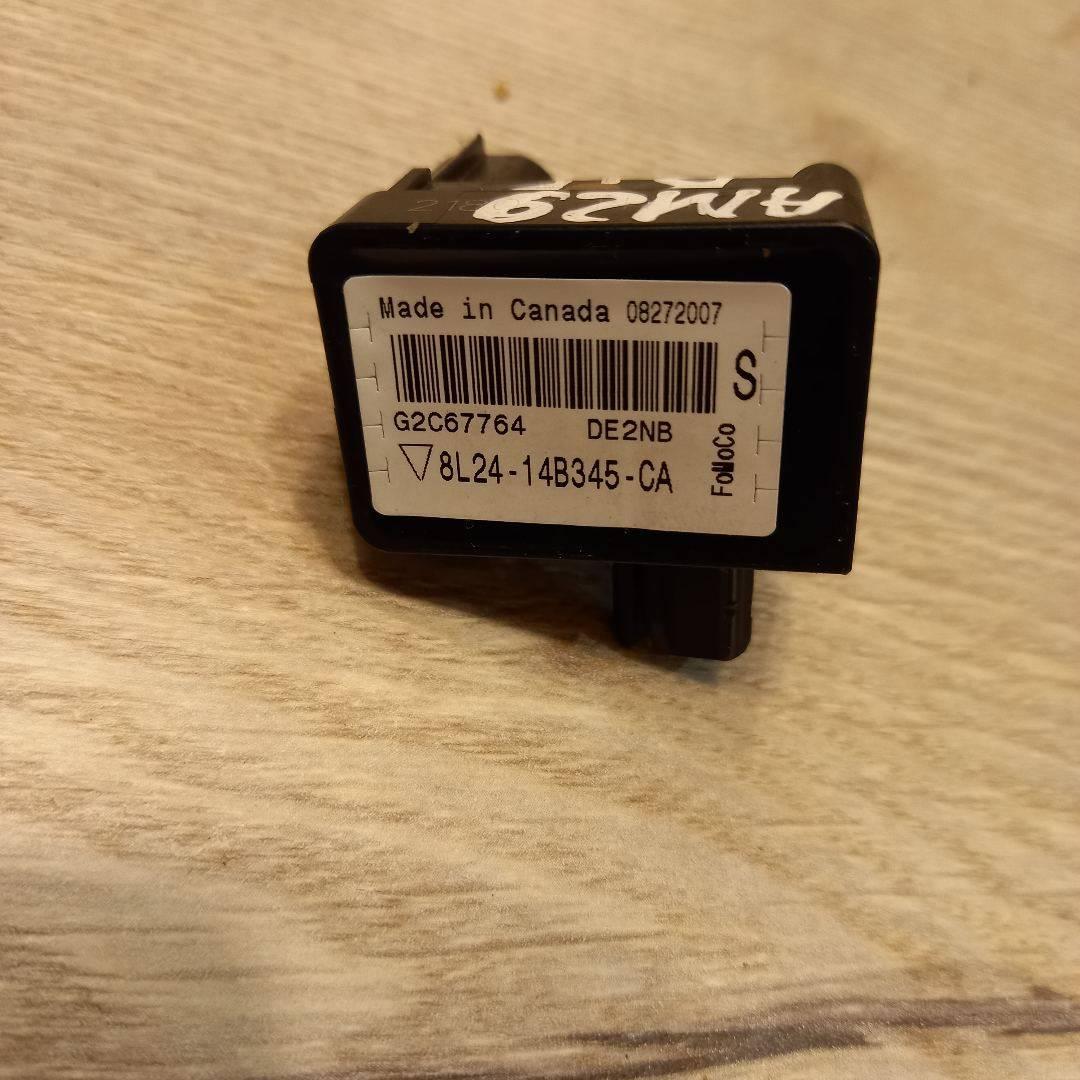 AM29
Made in Canada 08272007
S
G2C67764 DE2NB
8L24-14B345-CA
FoMoCo